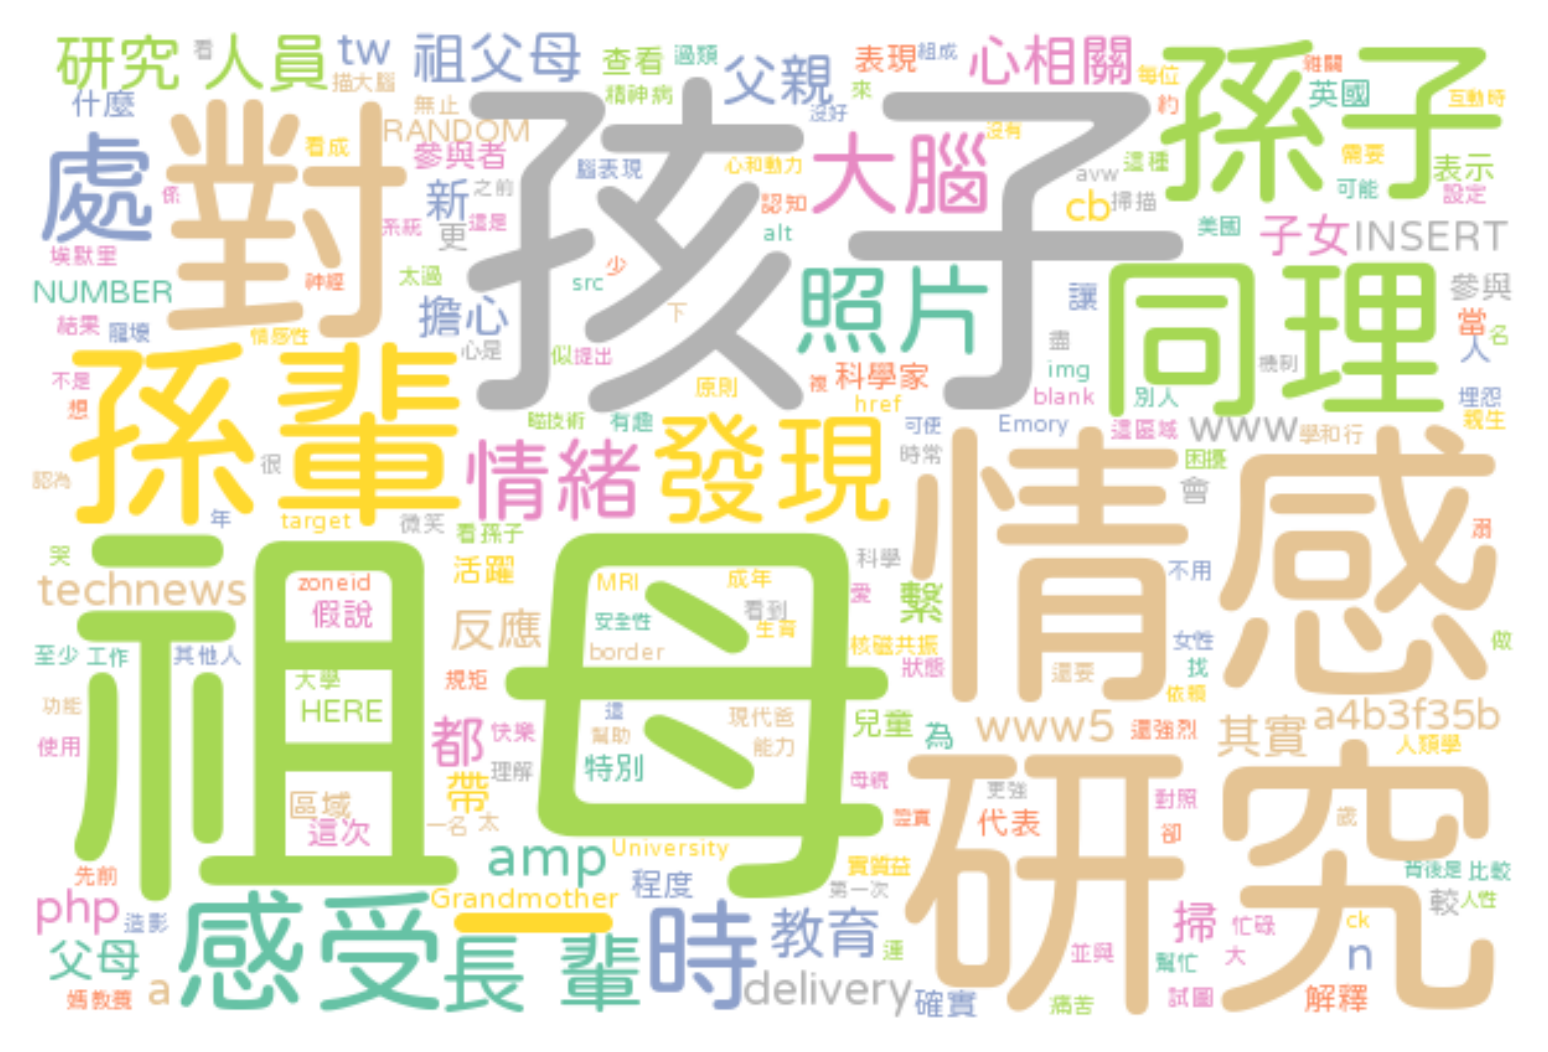 研究人員
看
tw
描大腦
祖父母
查看
過類
精神病
父親
表現
組成
來
沒好
心相關
每位
約
孫子
雜關
英國
互動時
什麼
無止
RANDOM
對
孩子
處
看成
參與者
腦表現
心和動力
大腦
沒有
avw
這種
需要
表示
可能
設定
係
新
之前
系統
這是
更
認知
alt
cb
掃描
美國
子女
INSERT
埃默里
NUMBER
神經
太過
src
少
照片
讓
同理
參與
結果
寵壞
情感性
擔心
心是
下
似
提出
盡
機制
當
名
人
不是
想
孫輩
原則
複
科學家
href
img
blank
別人
埋怨
親生
瞄技術
有趣
可使
Emory
這區域
www
學和行
認為
很
情緒
發現
時常
情感
困擾
會
年
target
微笑
看孫子
溺
哭
technews
zoneid
假說
活躍
MRI
成年
科學
不用
祖母
反應
安全性
看到
生育
愛
繫
border
核磁共振
狀態
女性
找
還要
依賴
做
至少
工作
其他人
大學
HERE
規矩
功能
使用
都
快樂
理解
這
幫助
特別
現代爸
能力
兒童
為
www5
還強烈
其實
a4b3f35b
人類學
母親
更強
對照
區域
這次
帶
一名
太
證實
代表
卻
研究
歲
先前
amp
University
實質益
背後是
比較
php
造影
Grandmother
程度
第一次
較
人性
感受
一
時
教育
掃
忙碌
ck
父母
長輩
連
並與
幫忙
大
n
媽教養
a
delivery
確實
痛苦
試圖
解釋